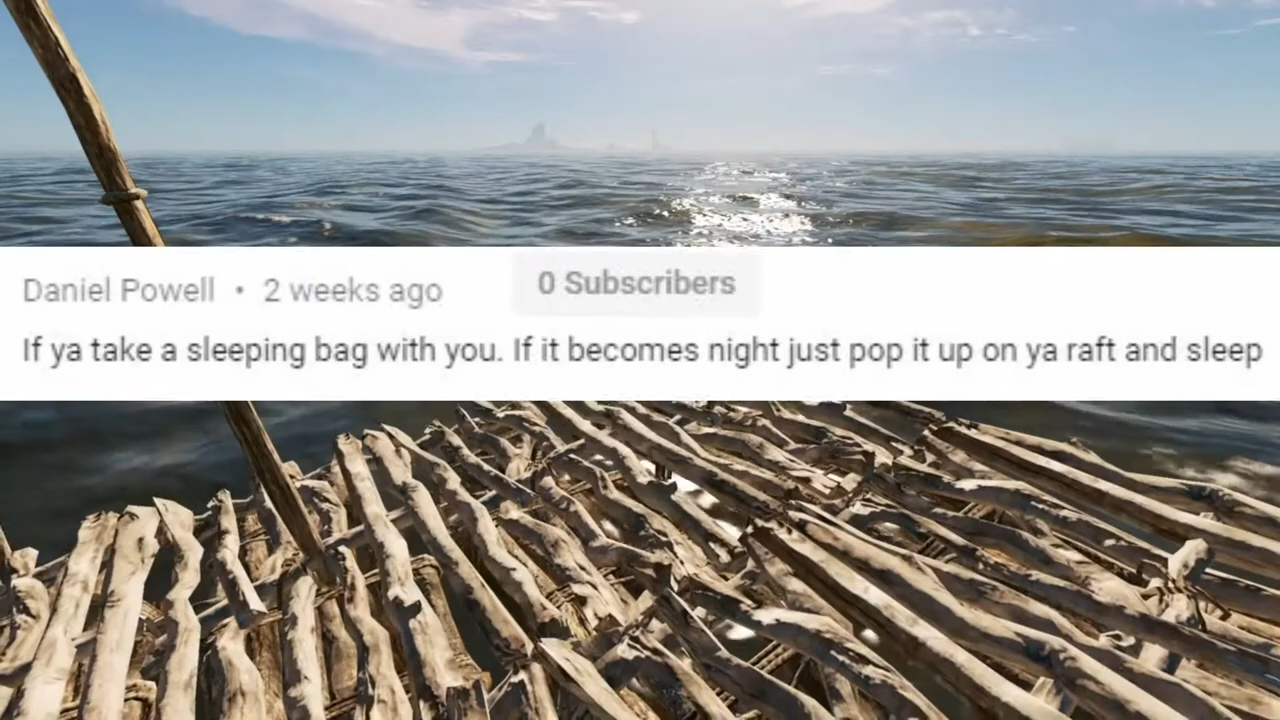 Daniel Powell • 2 weeks ago 0 Subscribers
If ya take a sleeping bag with you. If it becomes night just pop it up on ya raft and sleep